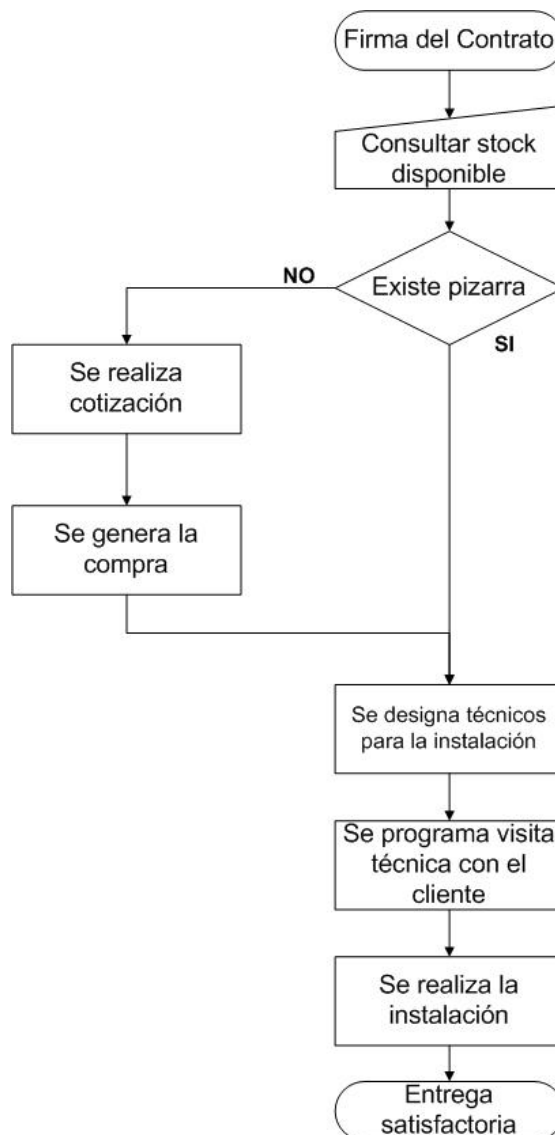 Firma del Contrato
Consultar stock
disponible
Existe pizarra
NO
SI
Se realiza
cotización
Se genera la
compra
Se designa técnicos
para la instalación
Se programa visita
técnica con el
cliente
Se realiza la
instalación
Entrega
satisfactoria